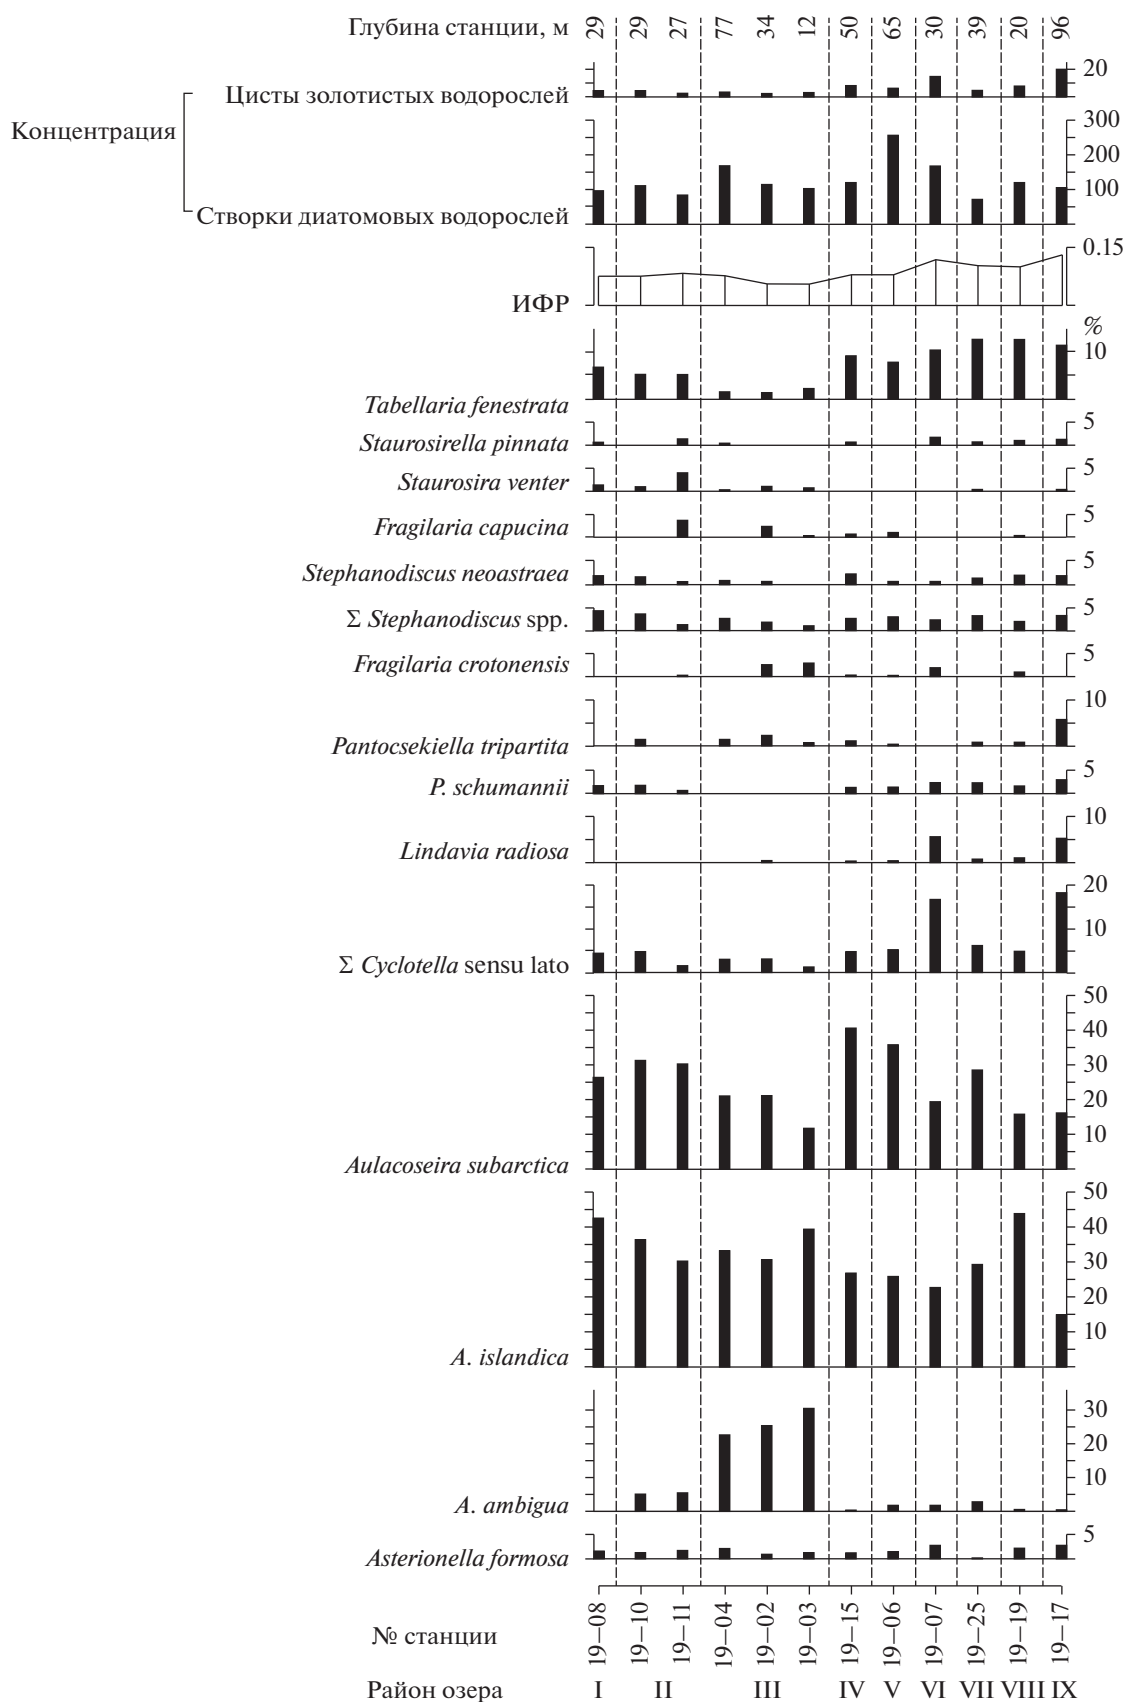 Глубина станции, м 29 29 27 77 34 12 50 65 30 39 20 96
20
Цисты золотистых водорослей
Концентрация
300
200
100
Створки диатомовых водорослей
0.15
ИФР
%
10
Tabellaria fenestrata
5
Staurosirella pinnata
5
Staurosira venter
5
Fragilaria capucina
5
Stephanodiscus neoastraea
5
Σ Stephanodiscus spp.
5
Fragilaria crotonensis
10
Pantocsekiella tripartita
5
P. schumannii
10
Lindavia radiosa
20
10
Σ Cyclotella sensu lato
50
40
30
20
10
Aulacoseira subarctica
50
40
30
20
10
A. islandica
30
20
10
A. ambigua
5
Asterionella formosa
№ станции 19–08 19–10 19–11 19–04 19–02 19–03 19–15 19–06 19–07 19–25 19–19 19–17
Район озера I II III IV V VI VII VIII IX